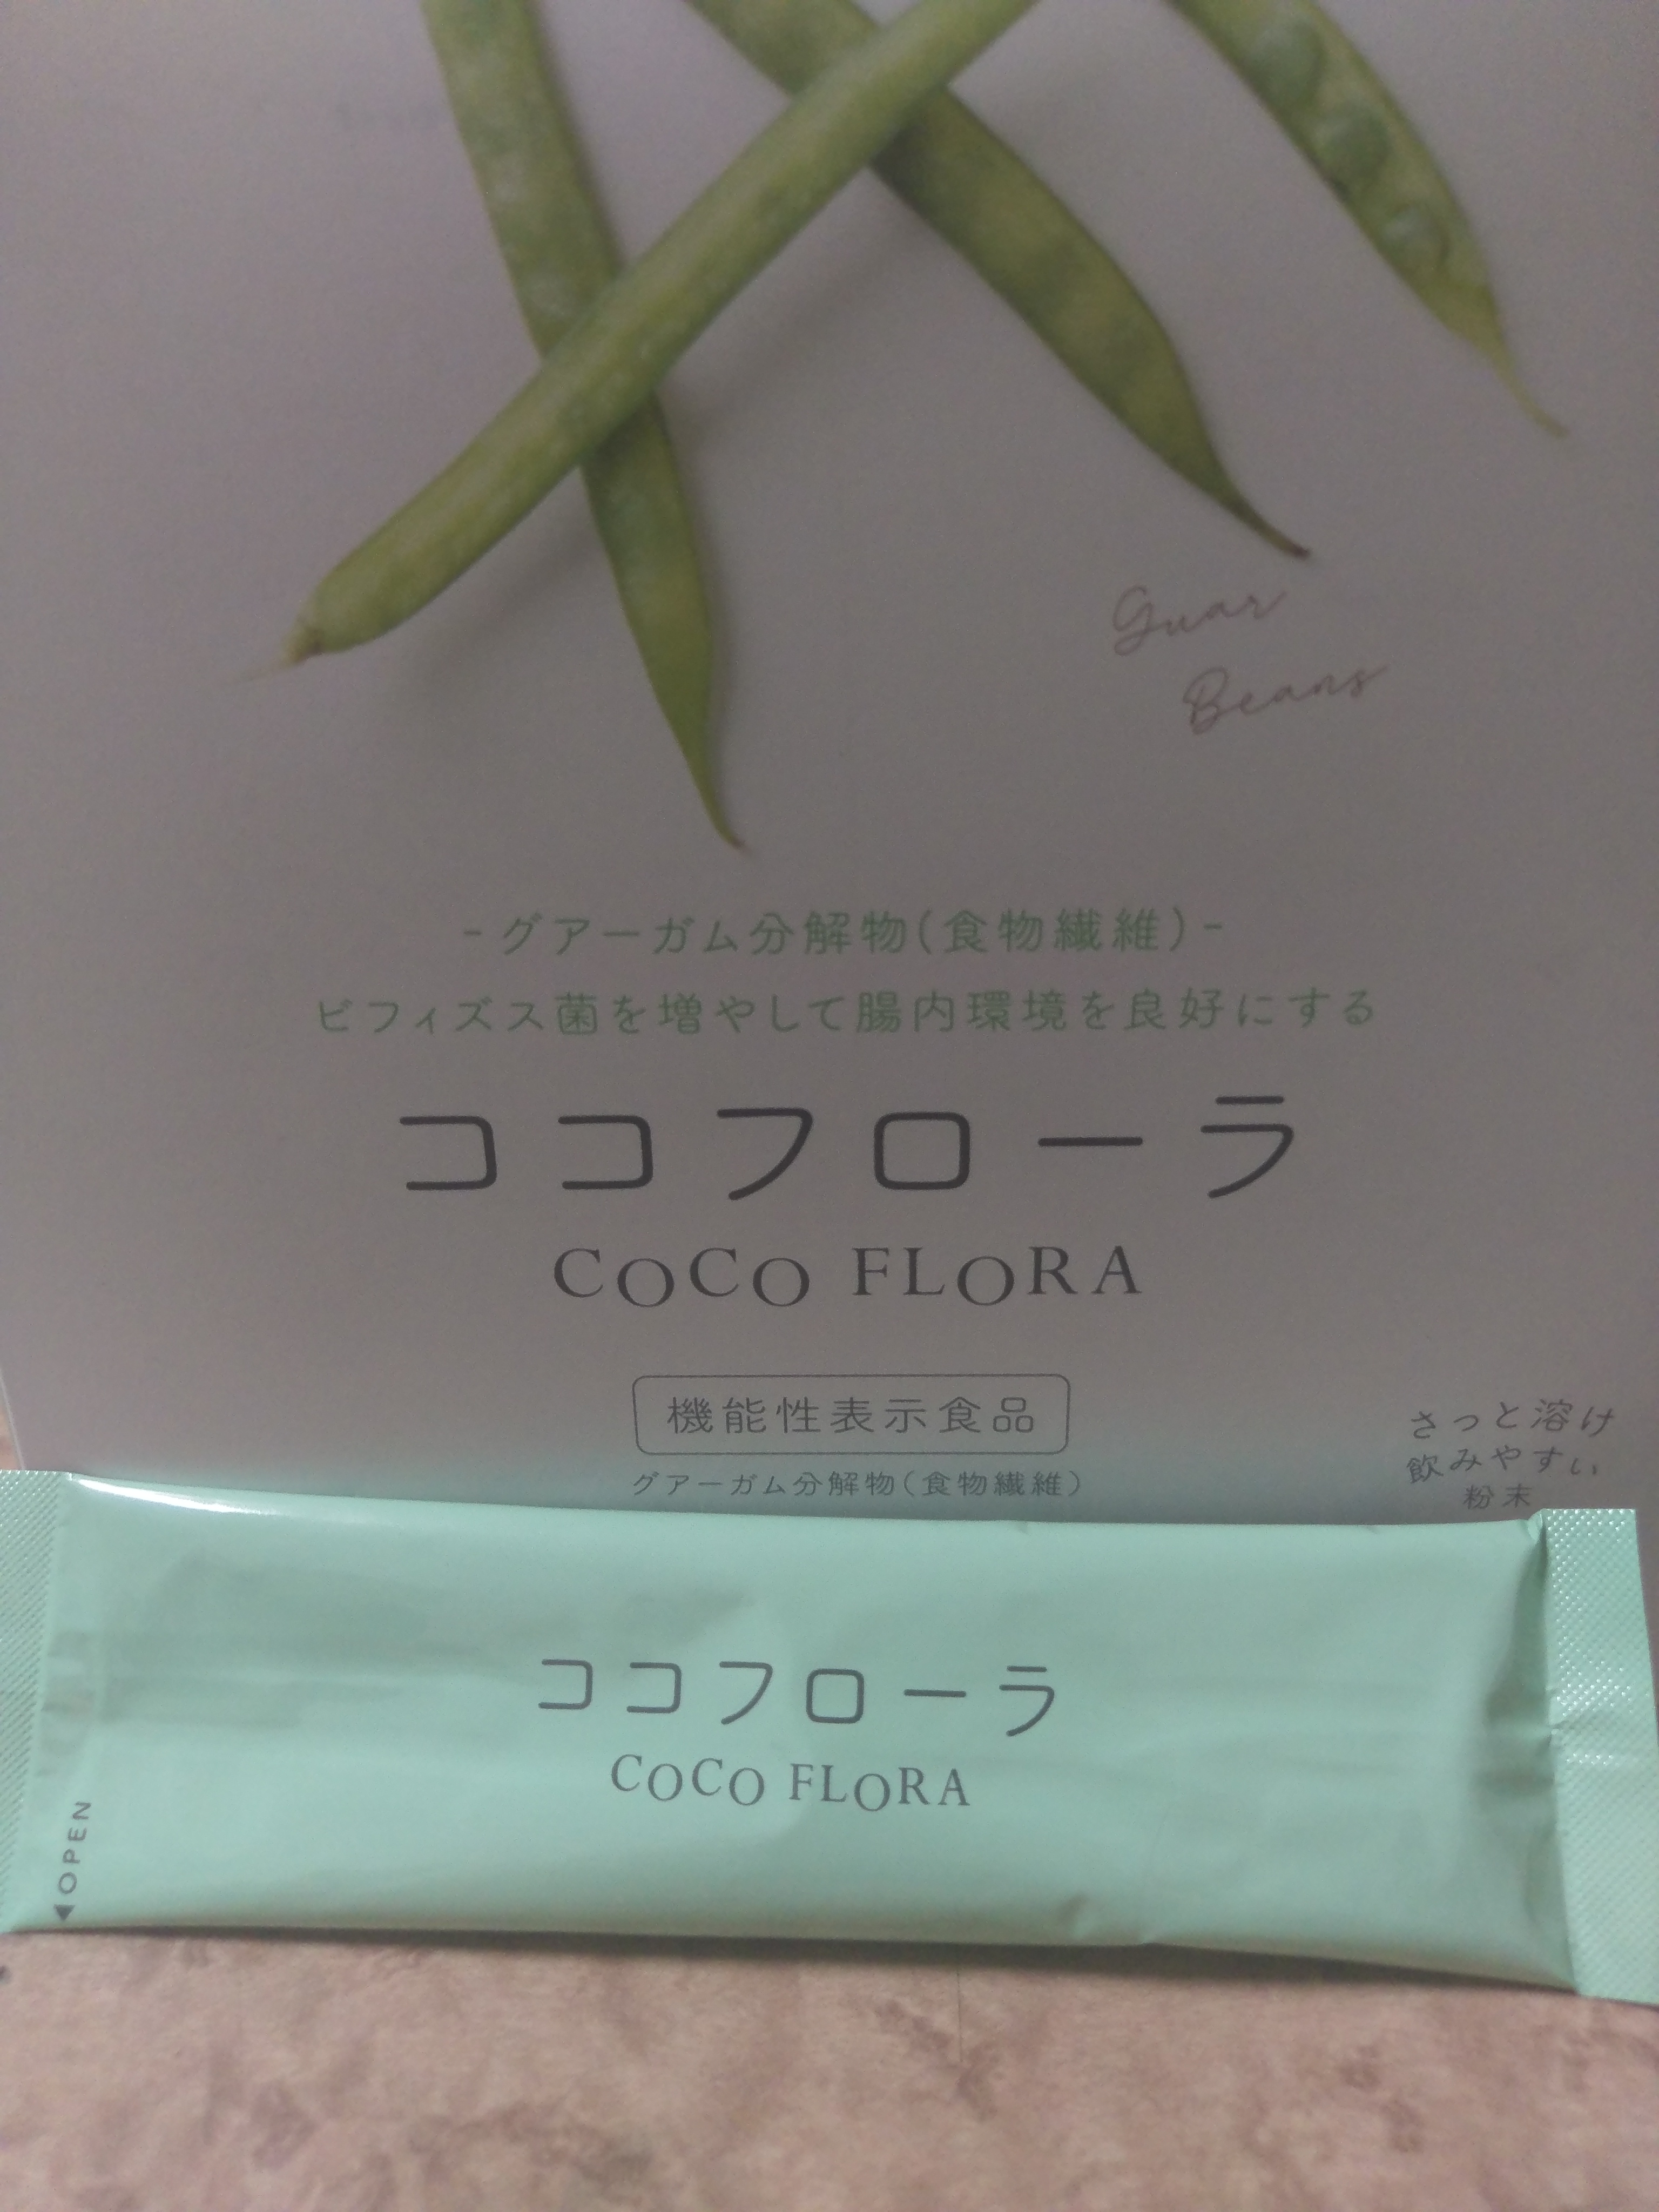 Guar
Beans
-グアーガム分解物(食物繊維)-
ビフィズス菌を増やして腸内環境を良好にする
ココフローラ
COCO FLORA
機能性表示食品
グアーガム分解物(食物繊維)
さっと溶け
飲みやすい
粉末
ココフローラ
COCO FLORA
◀OPEN